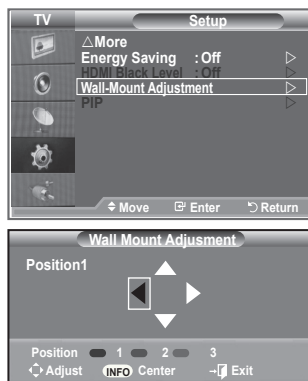 TV Setup
△More
Energy Saving : Off
HDMI Black Level : Off
Wall-Mount Adjustment
PIP
Move Enter Return
Wall Mount Adjusment
Position1
Position 1 2 3
Adjust INFO Center Exit